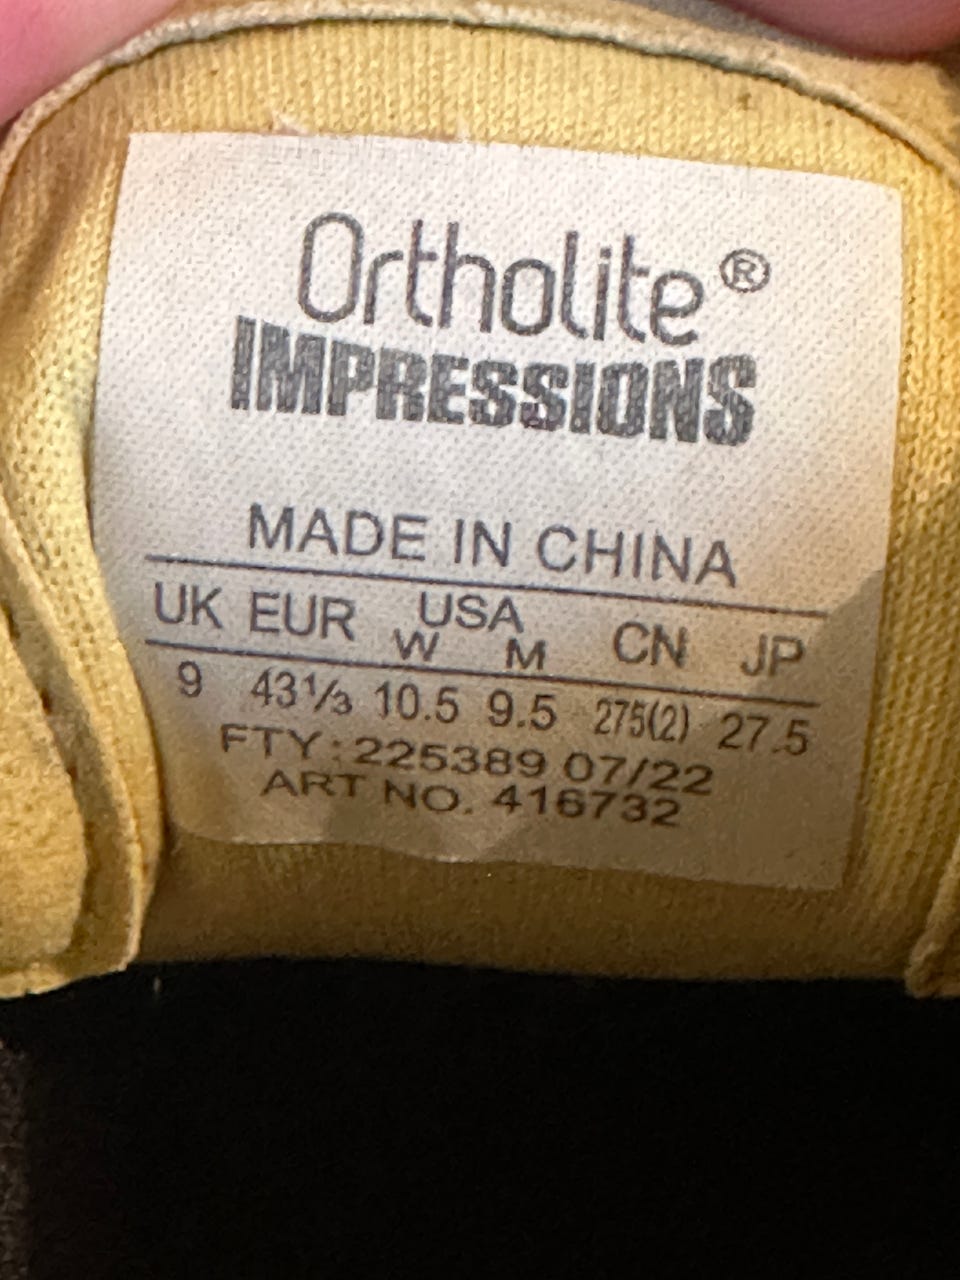 Ortholite®
IMPRESSIONS
MADE IN CHINA
UK EUR USA CN JP
W M
9 43⅓ 10.5 9.5 275(2) 27.5
FTY:225389 07/22
ART NO. 416732